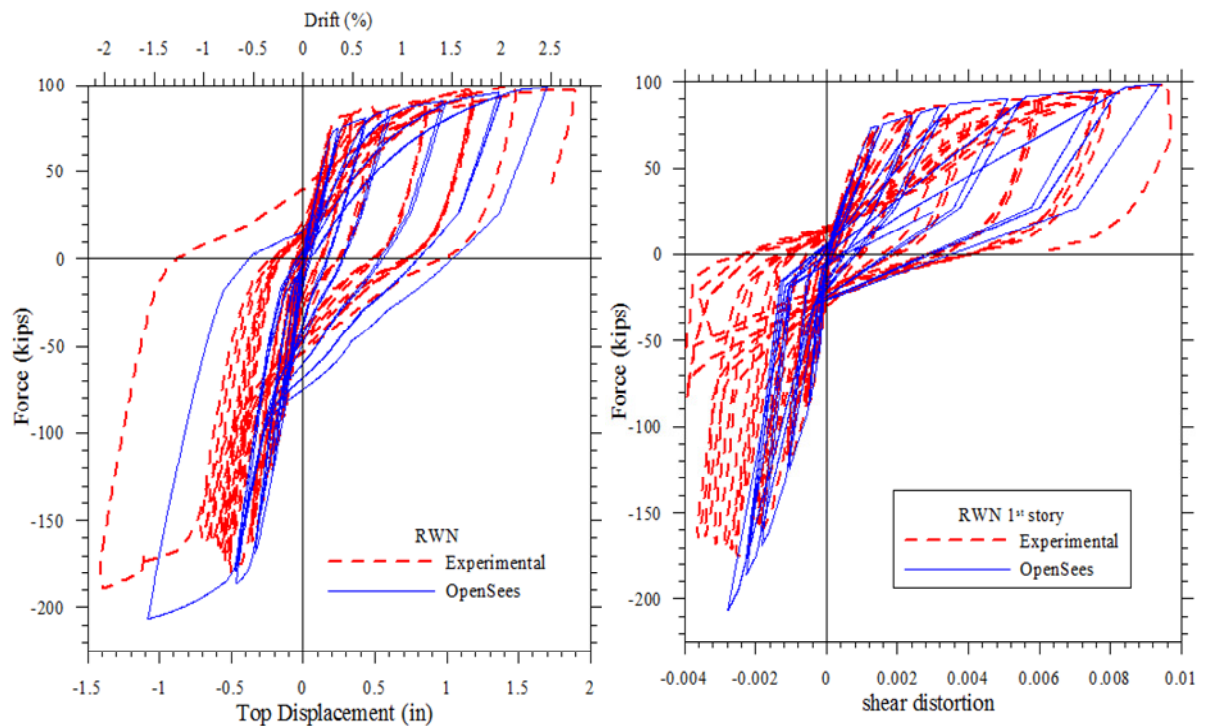 Drift (%)
-2 -1.5 -1 -0.5 0 0.5 1 1.5 2 2.5
100
50
0
-50
-100
-150
-200
Force (kips)
RWN
Experimental
OpenSees
-1.5 -1 -0.5 0 0.5 1 1.5 2
Top Displacement (in)
100
50
0
-50
-100
-150
-200
Force (kips)
RWN 1st story
Experimental
OpenSees
-0.004 -0.002 0 0.002 0.004 0.006 0.008 0.01
shear distortion